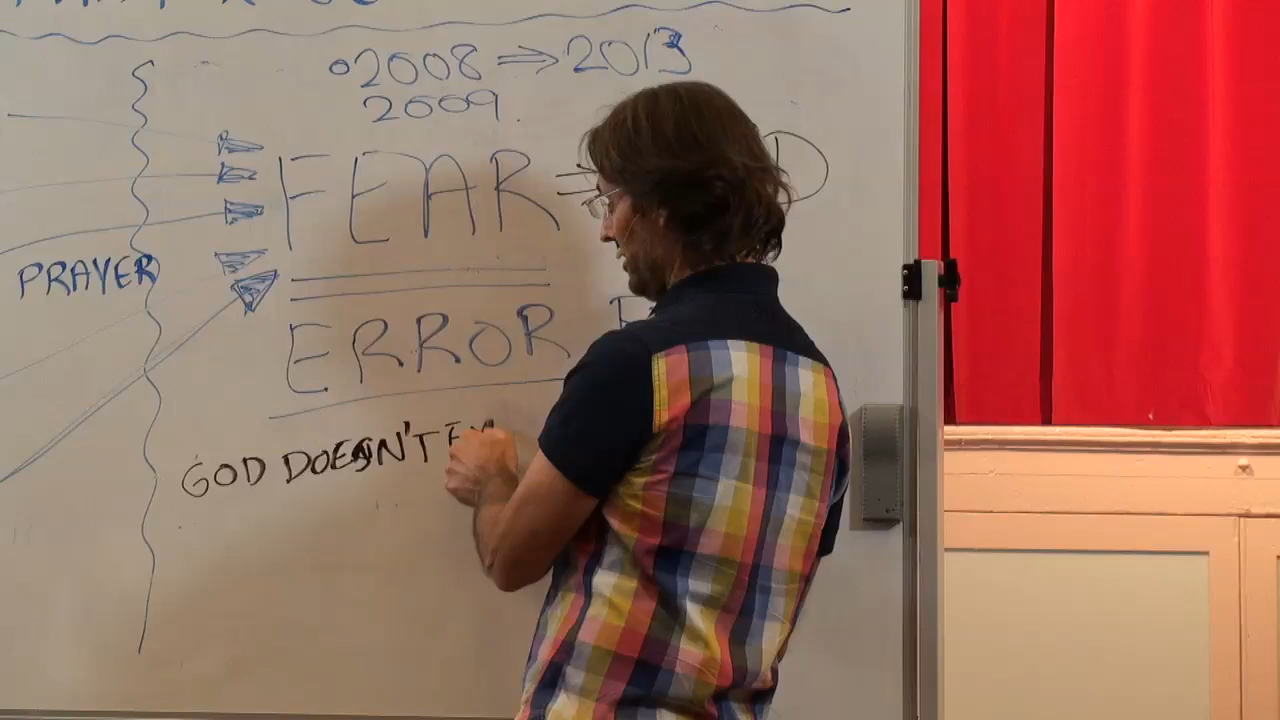 2008 ⇒ 2013
2009
FEAR =
PRAYER
ERROR
GOD DOESN'T